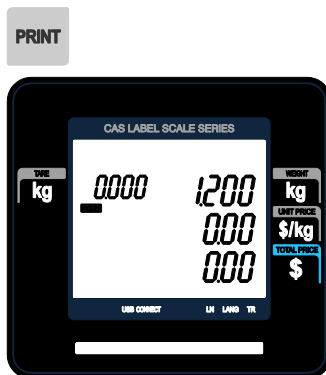 PRINT
CAS LABEL SCALE SERIES
TARE
kg
0.000
1.200
WEIGHT
kg
0.00
UNIT PRICE
$/kg
0.00
TOTAL PRICE
$
USB CONNECT LN LANG TR